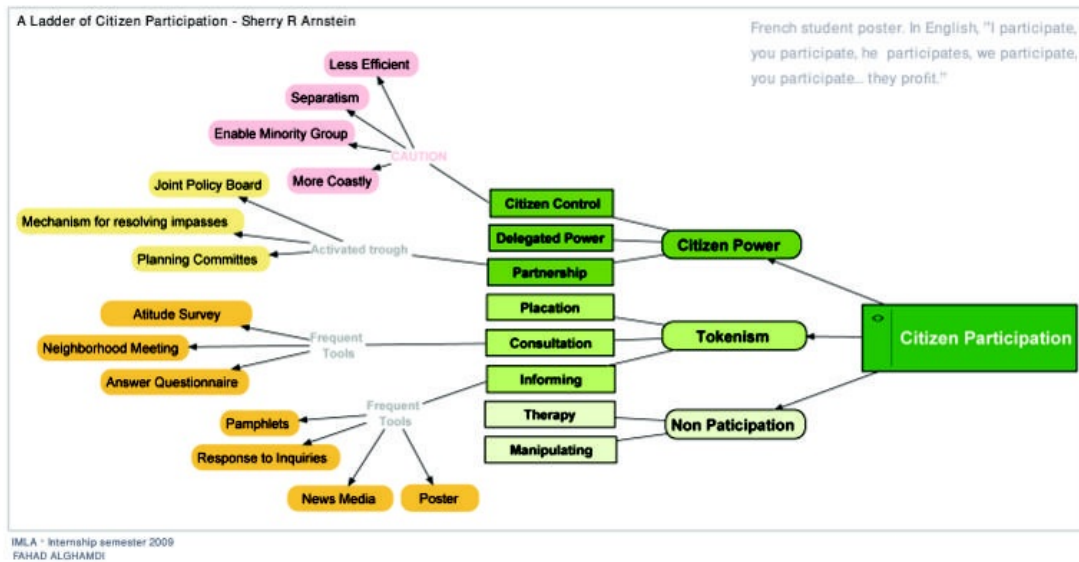 A Ladder of Citizen Participation - Sherry R Arnstein
French student poster. In English, "I participate,
you participate, he participates, we participate,
you participate... they profit."
Less Efficient
Separatism
Enable Minority Group
More Coastly
CAUTION
Joint Policy Board
Mechanism for resolving impasses
Planning Committes
Activated trough
Atitude Survey
Neighborhood Meeting
Answer Questionnaire
Frequent
Tools
Pamphlets
Response to Inquiries
News Media
Poster
Frequent
Tools
Citizen Control
Delegated Power
Partnership
Placation
Consultation
Informing
Therapy
Manipulating
Citizen Power
Tokenism
Non Paticipation
Citizen Participation
IMLA - Internship semester 2009
FAHAD ALGHAMDI